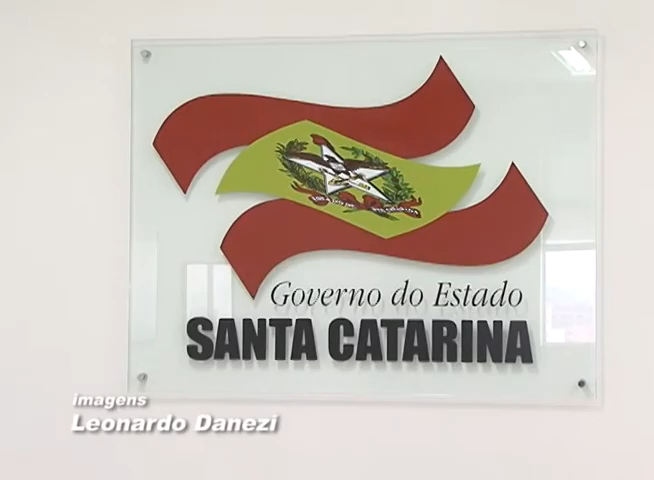 Governo do Estado
SANTA CATARINA
imagens
Leonardo Danezi